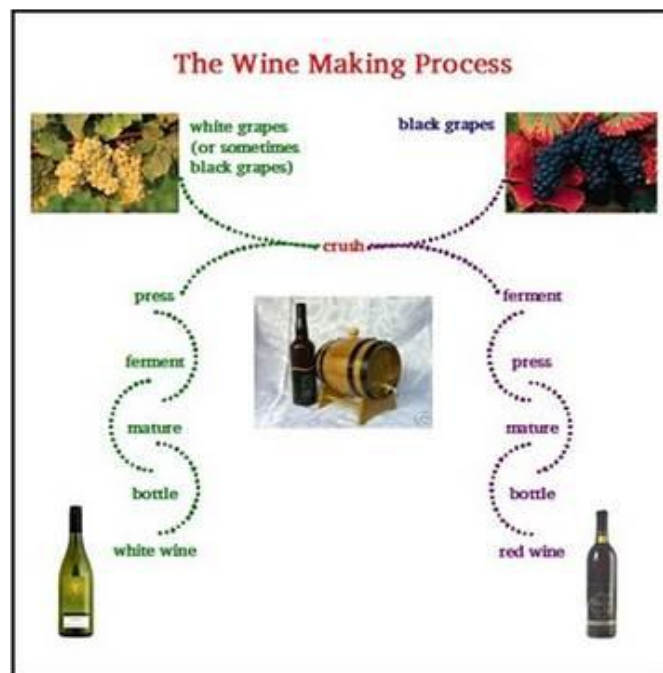 The Wine Making Process
white grapes
(or sometimes
black grapes)
black grapes
crush
press
ferment
mature
bottle
white wine
ferment
press
mature
bottle
red wine